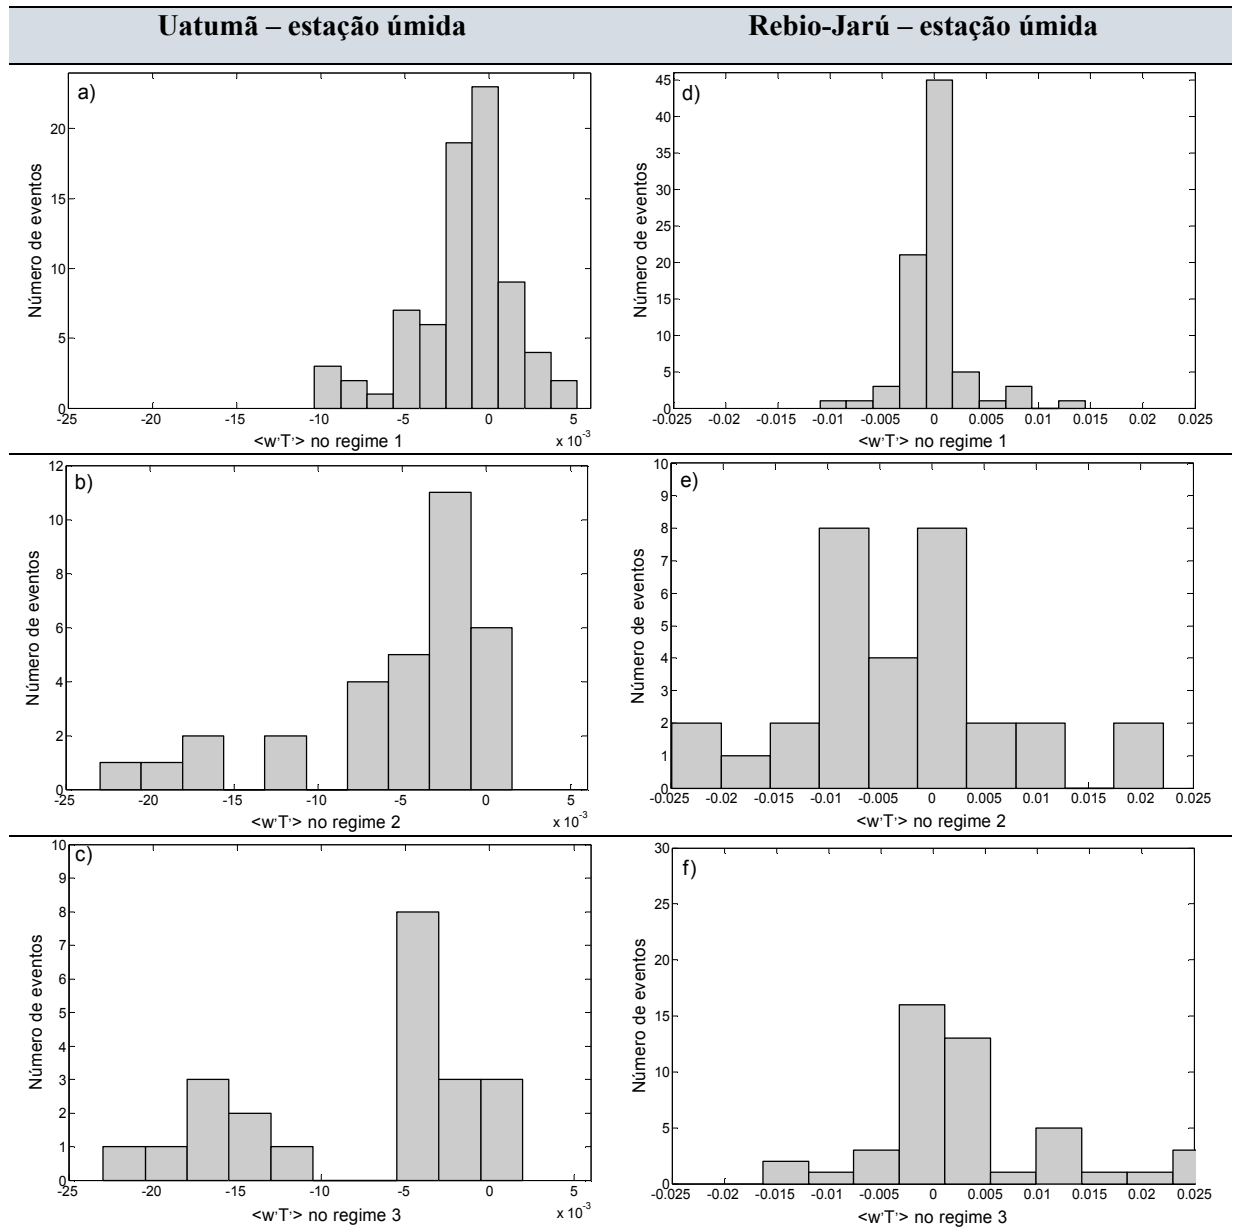 Uatumã – estação úmida
Rebio-Jarú – estação úmida
a)
Número de eventos
20
15
10
5
0
-25 -20 -15 -10 -5 0 5
x 10⁻³
<w'T'> no regime 1
d)
Número de eventos
45
40
35
30
25
20
15
10
5
0
-0.025 -0.02 -0.015 -0.01 -0.005 0 0.005 0.01 0.015 0.02 0.025
<w'T'> no regime 1
b)
Número de eventos
12
10
8
6
4
2
0
-25 -20 -15 -10 -5 0 5
x 10⁻³
<w'T'> no regime 2
e)
Número de eventos
10
9
8
7
6
5
4
3
2
1
0
-0.025 -0.02 -0.015 -0.01 -0.005 0 0.005 0.01 0.015 0.02 0.025
<w'T'> no regime 2
c)
Número de eventos
10
9
8
7
6
5
4
3
2
1
0
-25 -20 -15 -10 -5 0 5
x 10⁻³
<w'T'> no regime 3
f)
Número de eventos
30
25
20
15
10
5
0
-0.025 -0.02 -0.015 -0.01 -0.005 0 0.005 0.01 0.015 0.02 0.025
<w'T'> no regime 3